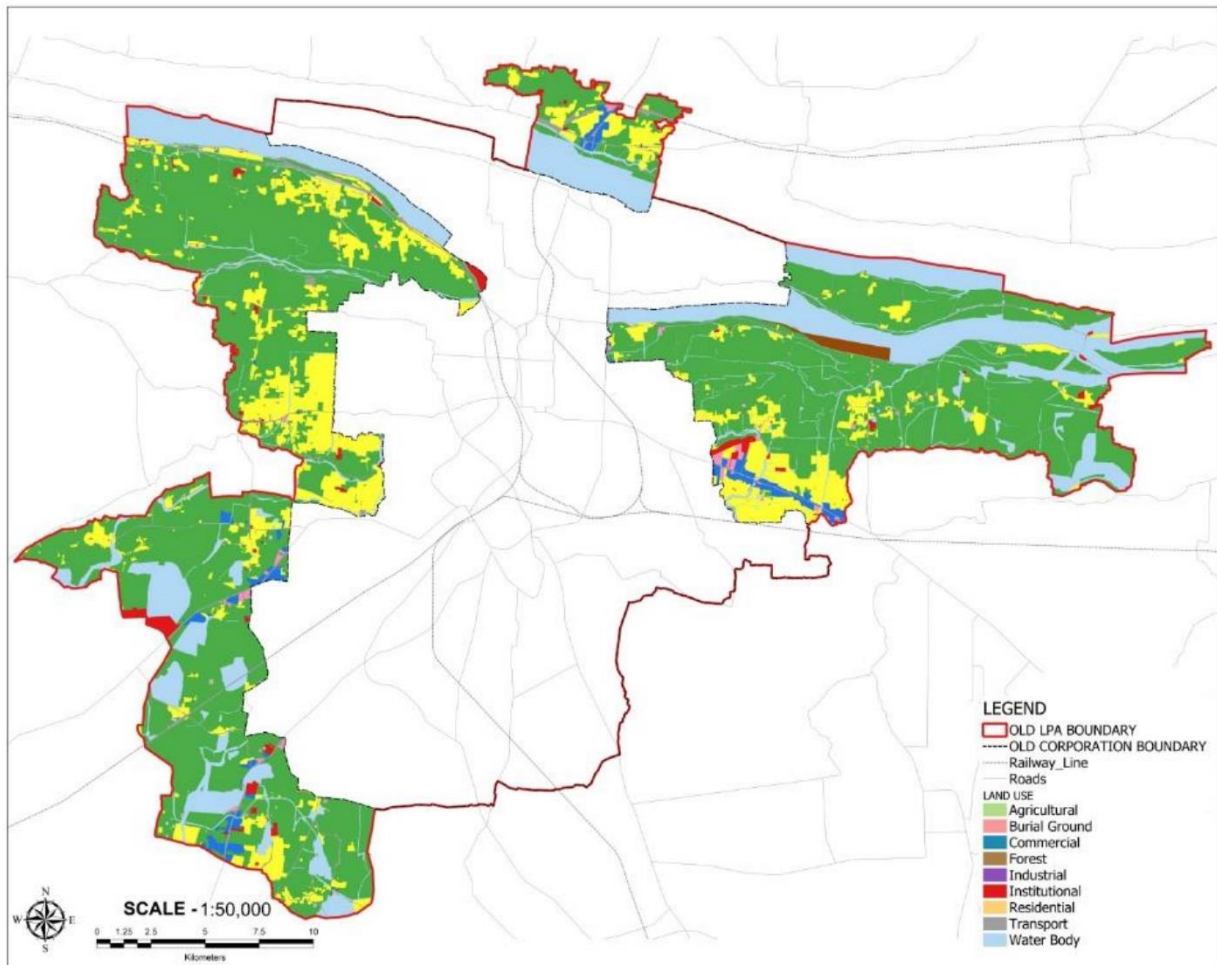 LEGEND
OLD LPA BOUNDARY
OLD CORPORATION BOUNDARY
Railway_Line
Roads
LAND USE
Agricultural
Burial Ground
Commercial
Forest
Industrial
Institutional
Residential
Transport
Water Body
N
W E
S
SCALE - 1:50,000
0 1.25 2.5 5 7.5 10
Kilometers